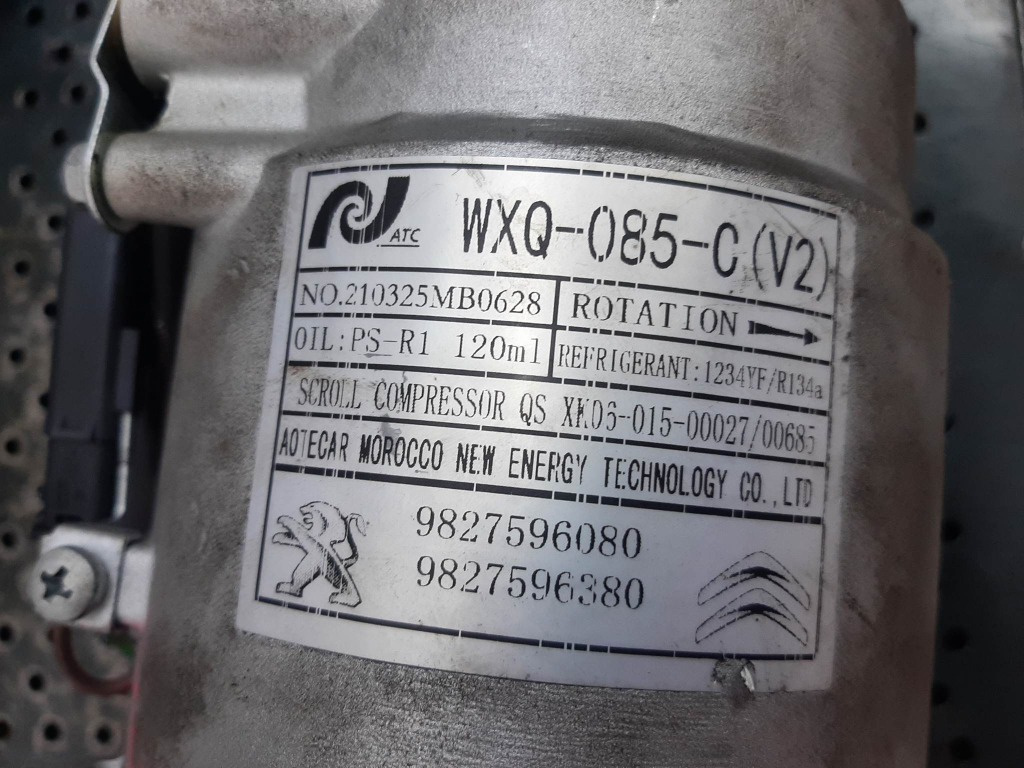 ATC
WXQ-085-C(V2)
NO.210325MB0628
ROTATION
OIL:PS-R1 120ml
REFRIGERANT:1234YF/R134a
SCROLL COMPRESSOR QS XK06-015-00027/00685
AOTECAR MOROCCO NEW ENERGY TECHNOLOGY CO.,LTD
9827596080
9827596380